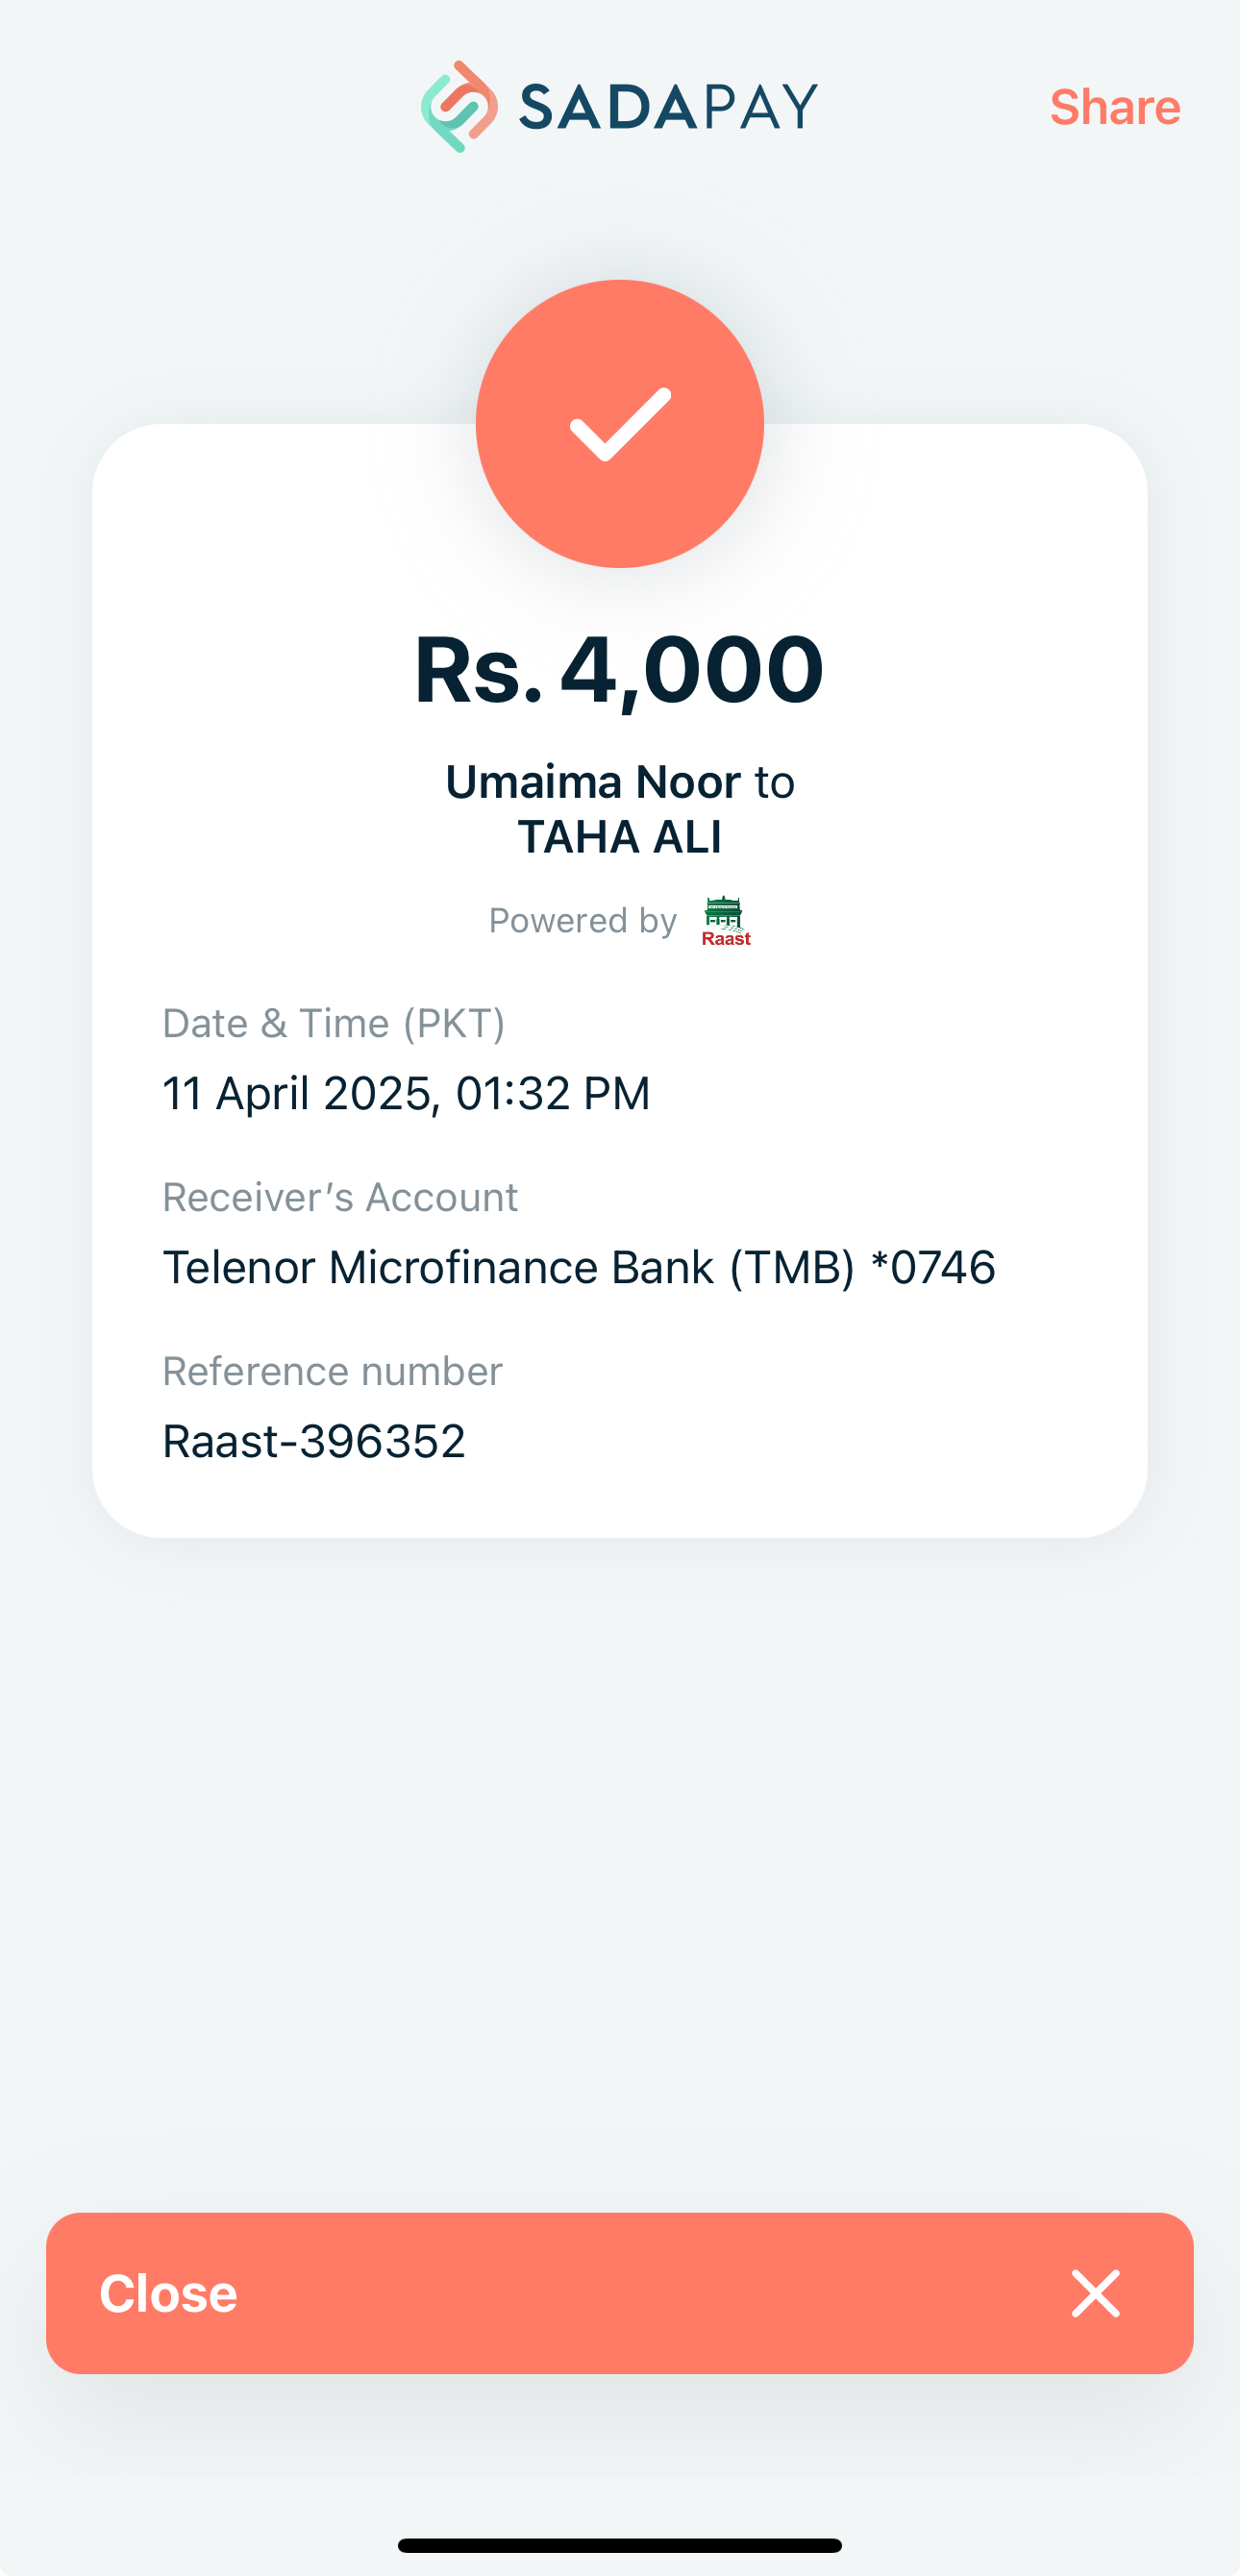 SADAPAY
Share
Rs. 4,000
Umaima Noor to
TAHA ALI
Powered by Raast
Date & Time (PKT)
11 April 2025, 01:32 PM
Receiver's Account
Telenor Microfinance Bank (TMB) *0746
Reference number
Raast-396352
Close